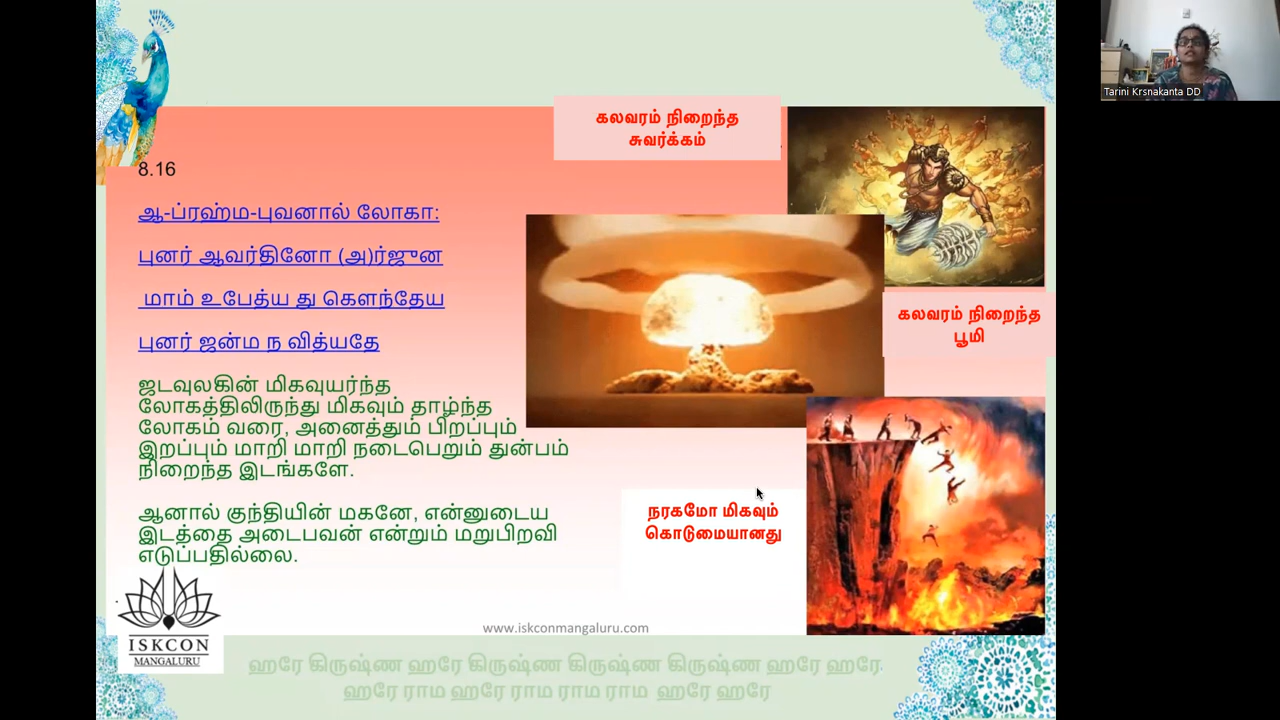 Tarini Krsnakanta DD
கலவரம் நிறைந்த
சுவர்க்கம்
8.16
ஆ-ப்ரஹ்ம-புவனால் லோகா:
புனர் ஆவர்தினோ (அ)ர்ஜுன
மாம் உபேத்ய து கௌந்தேய
புனர் ஜன்ம ந வித்யதே
ஜடவுலகின் மிகவுயர்ந்த
லோகத்திலிருந்து மிகவும் தாழ்ந்த
லோகம் வரை, அனைத்தும் பிறப்பும்
இறப்பும் மாறி மாறி நடைபெறும் துன்பம்
நிறைந்த இடங்களே.
ஆனால் குந்தியின் மகனே, என்னுடைய
இடத்தை அடைபவன் என்றும் மறுபிறவி
எடுப்பதில்லை.
கலவரம் நிறைந்த
பூமி
நரகமோ மிகவும்
கொடுமையானது
ISKCON
MANGALURU
www.iskconmangaluru.com
ஹரே கிருஷ்ண ஹரே கிருஷ்ண கிருஷ்ண கிருஷ்ண ஹரே ஹரே
ஹரே ராம ஹரே ராம ராம ராம ஹரே ஹரே